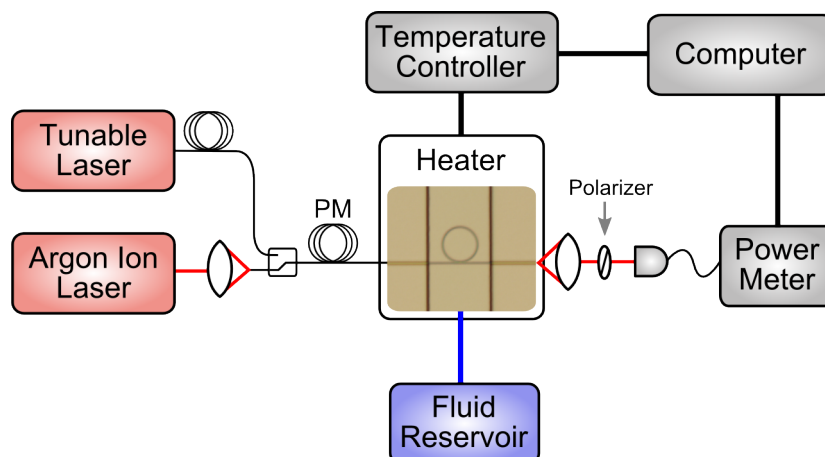 Temperature
Controller
Computer
Tunable
Laser
Heater
Polarizer
PM
Argon Ion
Laser
Power
Meter
Fluid
Reservoir